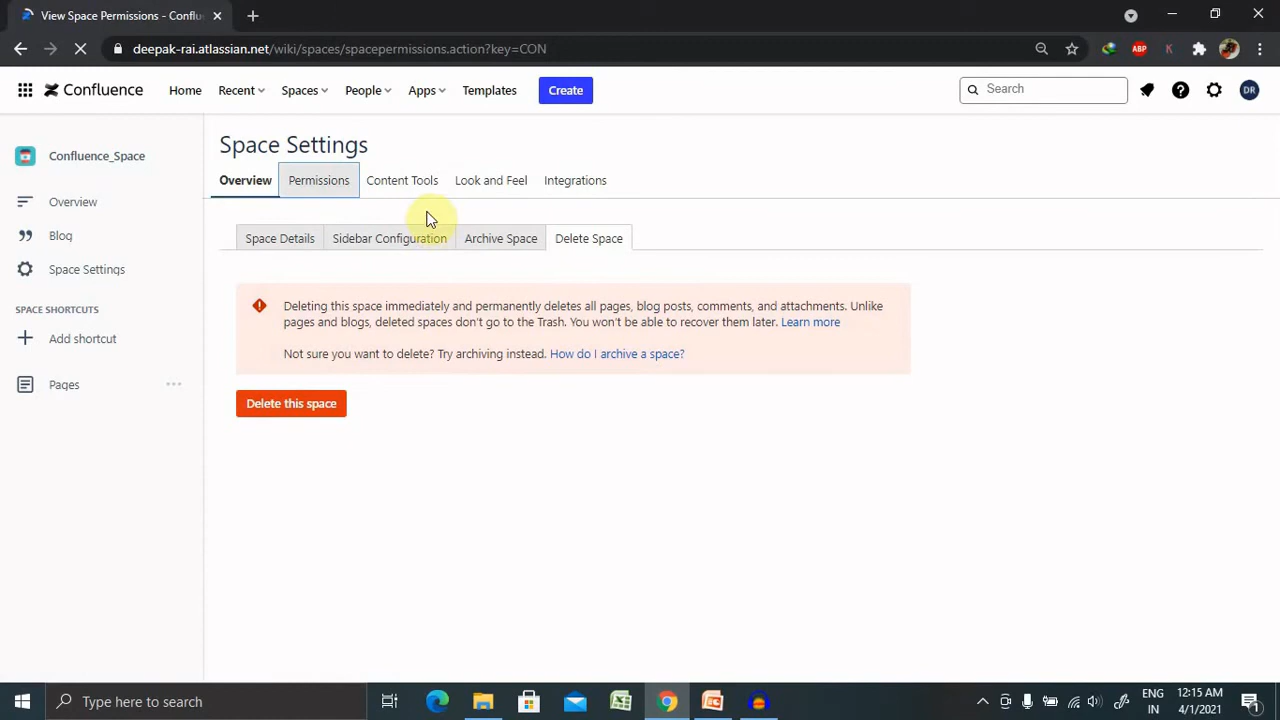 View Space Permissions - Conflu
deepak-rai.atlassian.net/wiki/spaces/spacepermissions.action?key=CON
ABP
K
Confluence
Home
Recent
Spaces
People
Apps
Templates
Create
Search
DR
Confluence_Space
Overview
Blog
Space Settings
SPACE SHORTCUTS
Add shortcut
Pages
Space Settings
Overview
Permissions
Content Tools
Look and Feel
Integrations
Space Details
Sidebar Configuration
Archive Space
Delete Space
Deleting this space immediately and permanently deletes all pages, blog posts, comments, and attachments. Unlike
pages and blogs, deleted spaces don't go to the Trash. You won't be able to recover them later. Learn more
Not sure you want to delete? Try archiving instead. How do I archive a space?
Delete this space
Type here to search
ENG
IN
12:15 AM
4/1/2021
1